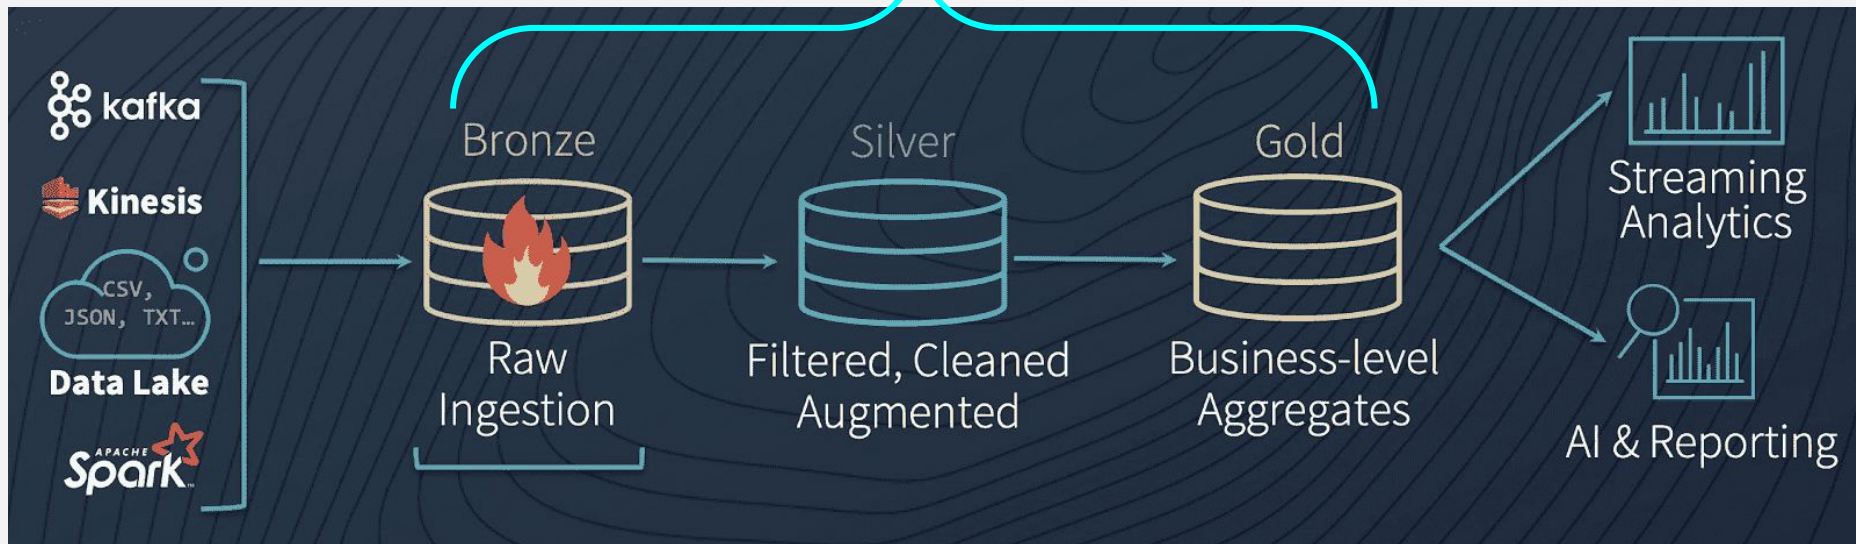 kafka
Kinesis
CSV,
JSON, TXT…
Data Lake
APACHE
Spark™
Bronze
Raw
Ingestion
Silver
Filtered, Cleaned
Augmented
Gold
Business-level
Aggregates
Streaming
Analytics
AI & Reporting